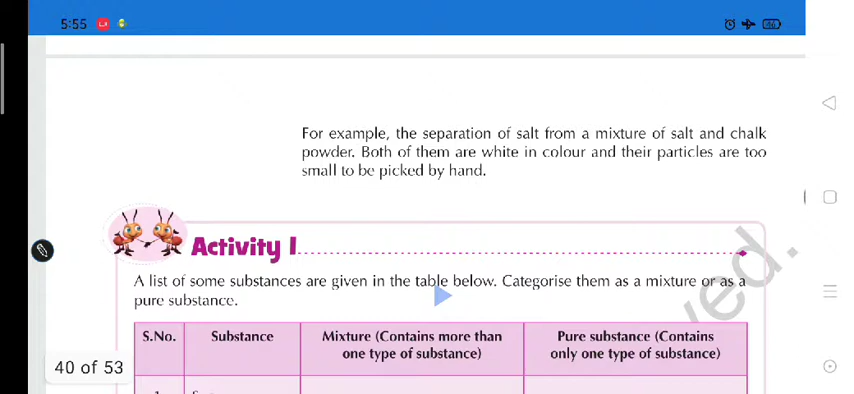 5:55
For example, the separation of salt from a mixture of salt and chalk
powder. Both of them are white in colour and their particles are too
small to be picked by hand.
Activity 1
A list of some substances are given in the table below. Categorise them as a mixture or as a
pure substance.
S.No. Substance Mixture (Contains more than one type of substance) Pure substance (Contains only one type of substance)
40 of 53